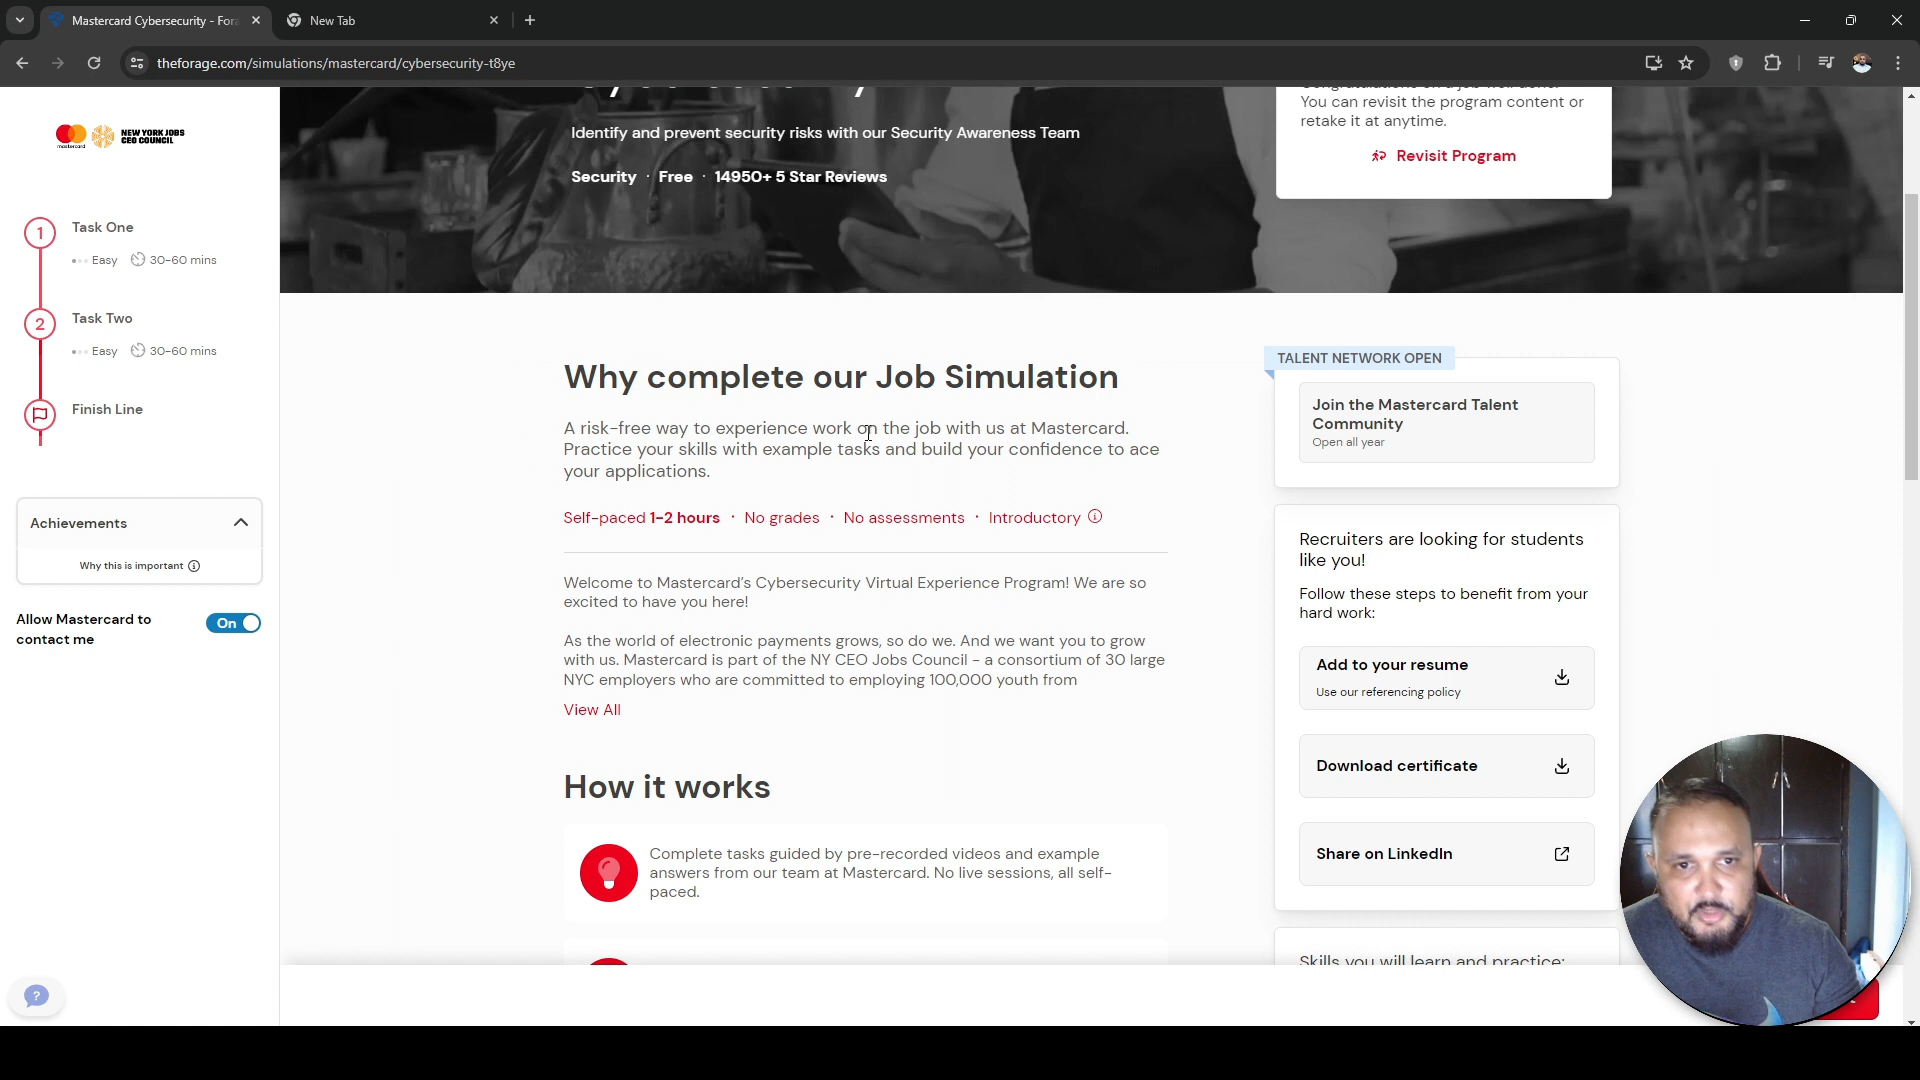 Mastercard Cybersecurity - Fora
New Tab
theforage.com/simulations/mastercard/cybersecurity-t8ye
mastercard
NEW YORK JOBS
CEO COUNCIL
1
Task One
Easy
30-60 mins
2
Task Two
Easy
30-60 mins
Finish Line
Achievements
Why this is important
Allow Mastercard to
contact me
On
Identify and prevent security risks with our Security Awareness Team
Security · Free · 14950+ 5 Star Reviews
You can revisit the program content or
retake it at anytime.
Revisit Program
Why complete our Job Simulation
A risk-free way to experience work on the job with us at Mastercard.
Practice your skills with example tasks and build your confidence to ace
your applications.
Self-paced 1-2 hours · No grades · No assessments · Introductory
Welcome to Mastercard's Cybersecurity Virtual Experience Program! We are so
excited to have you here!
As the world of electronic payments grows, so do we. And we want you to grow
with us. Mastercard is part of the NY CEO Jobs Council - a consortium of 30 large
NYC employers who are committed to employing 100,000 youth from
View All
How it works
Complete tasks guided by pre-recorded videos and example
answers from our team at Mastercard. No live sessions, all self-
paced.
TALENT NETWORK OPEN
Join the Mastercard Talent
Community
Open all year
Recruiters are looking for students
like you!
Follow these steps to benefit from your
hard work:
Add to your resume
Use our referencing policy
Download certificate
Share on LinkedIn
Skills you will learn and practice:
?